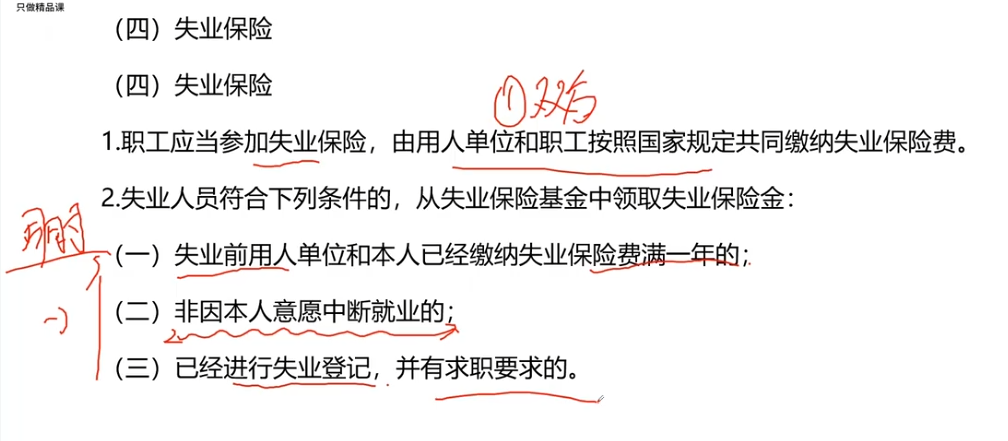 只做精品课
（四）失业保险
（四）失业保险
①双方
1.职工应当参加失业保险，由用人单位和职工按照国家规定共同缴纳失业保险费。
2.失业人员符合下列条件的，从失业保险基金中领取失业保险金：
同时
（一）失业前用人单位和本人已经缴纳失业保险费满一年的；
（二）非因本人意愿中断就业的；
（三）已经进行失业登记，并有求职要求的。